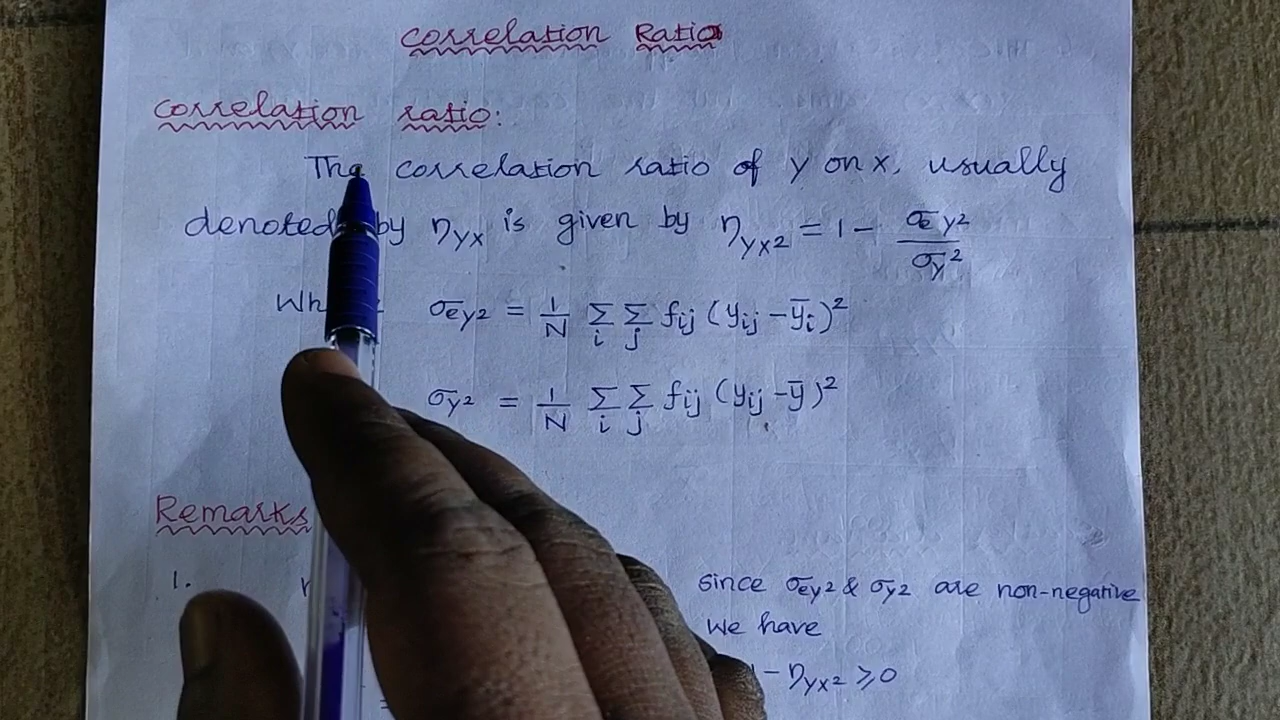 Correlation Ratio
Correlation ratio:
The correlation ratio of y on x, usually
denoted by ηyx is given by ηyx2 = 1 - σey2 / σy2
σey2 = 1/N Σi Σj fij (yij - ȳi)²
σy2 = 1/N Σi Σj fij (yij - ȳ)²
Remarks
1. since σey2 & σy2 are non-negative
we have
- ηyx2 ⩾ 0